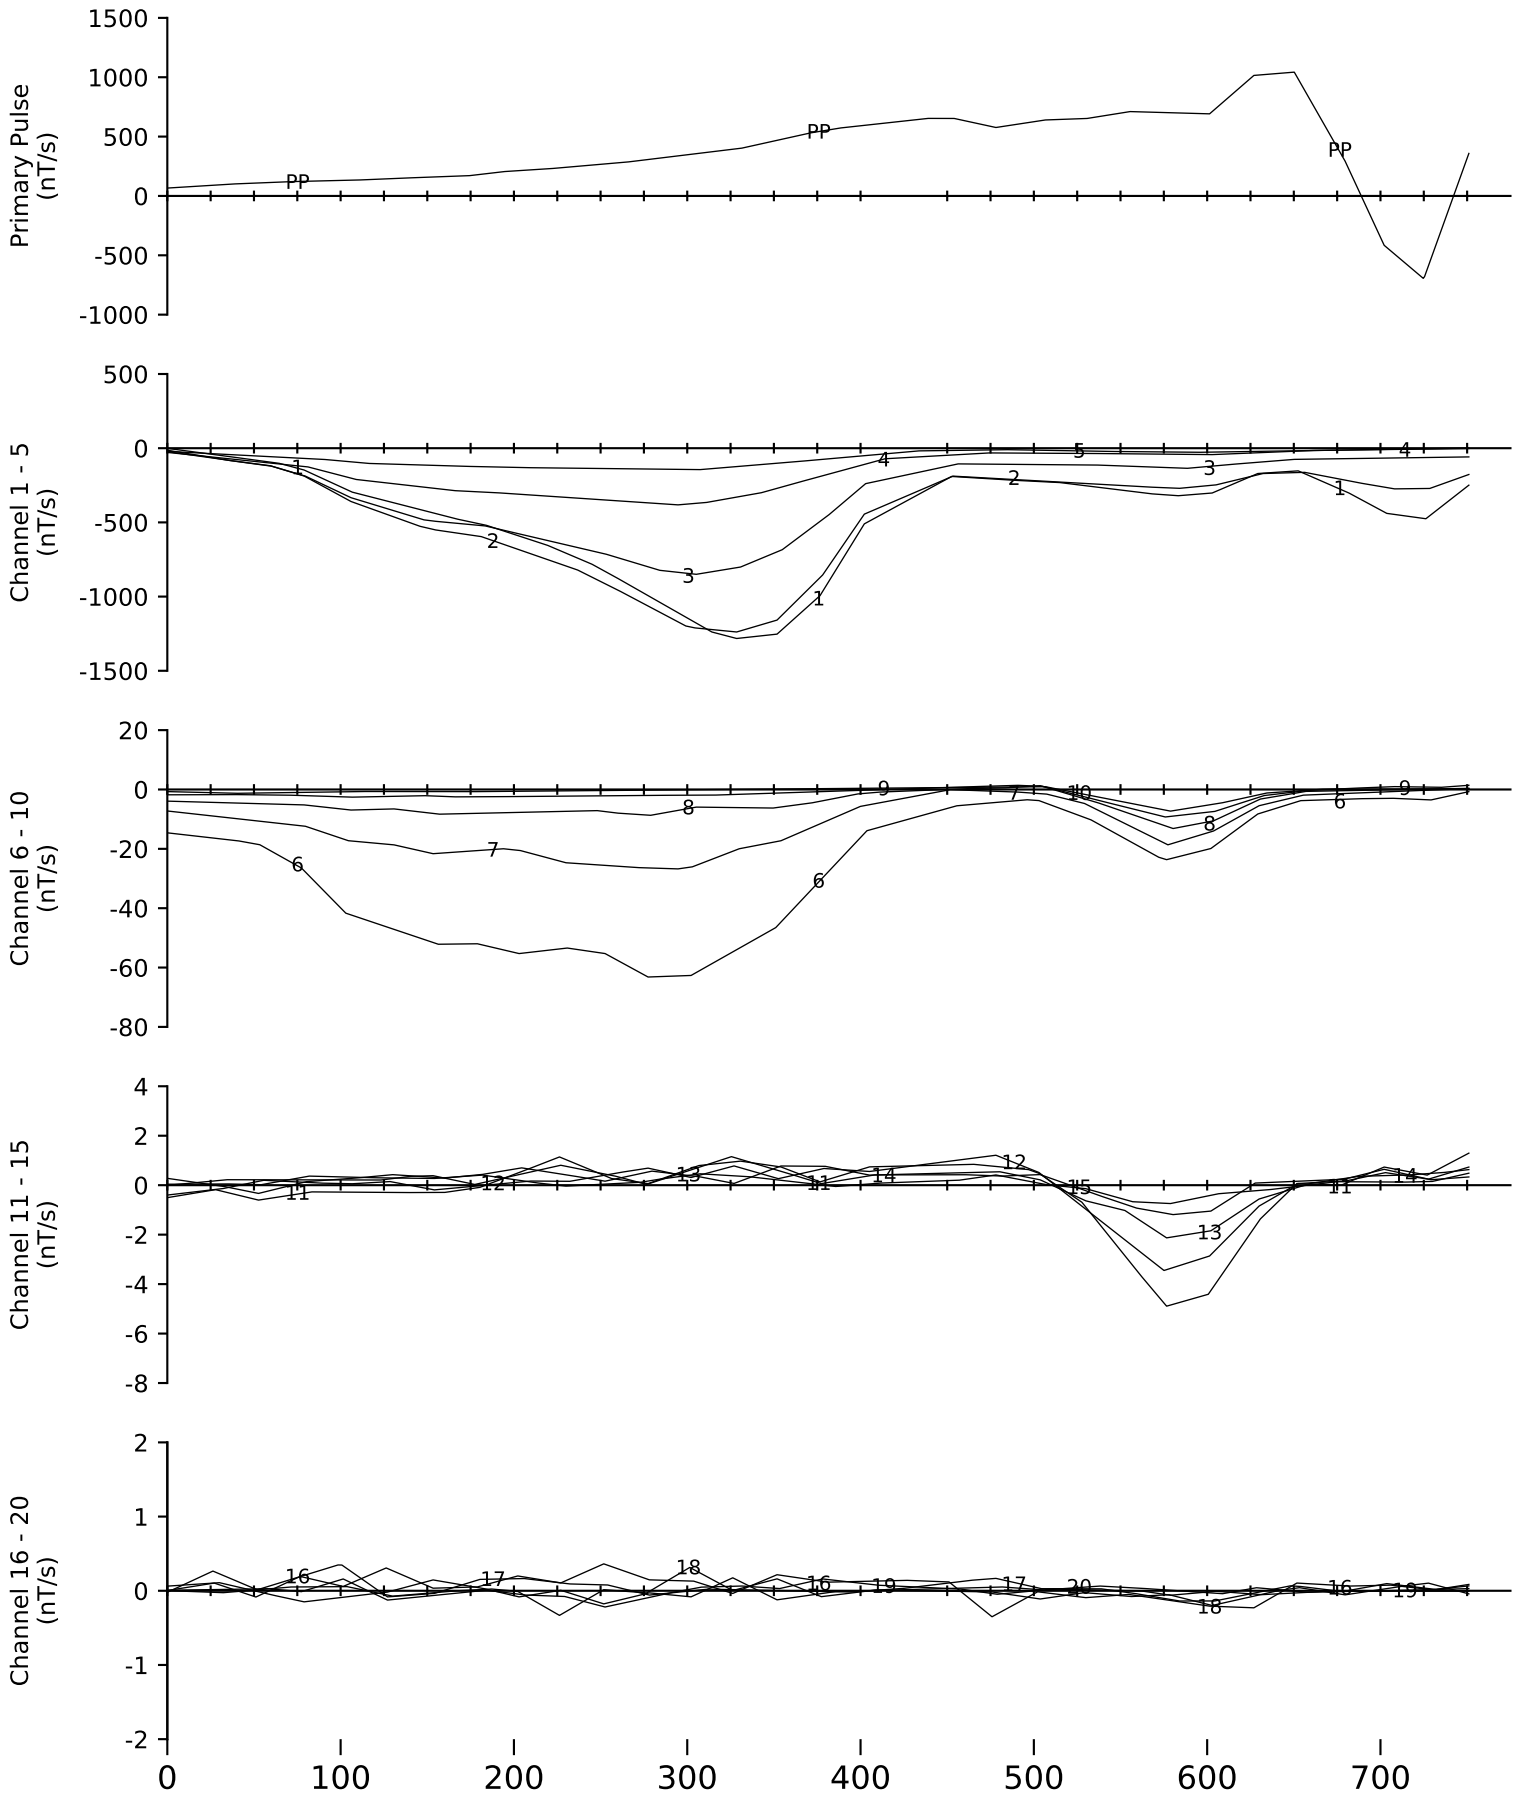 1500
1000
500
0
-500
-1000
Primary Pulse
(nT/s)
PP PP PP
500
0
-500
-1000
-1500
Channel 1 - 5
(nT/s)
1 2 3 1 4 2 5 3 1 4
20
0
-20
-40
-60
-80
Channel 6 - 10
(nT/s)
6 7 8 6 9 7 10 8 6 9
4
2
0
-2
-4
-6
-8
Channel 11 - 15
(nT/s)
11 12 13 11 14 12 15 13 11 14
2
1
0
-1
-2
Channel 16 - 20
(nT/s)
16 17 18 16 19 17 20 18 16 19
0 100 200 300 400 500 600 700